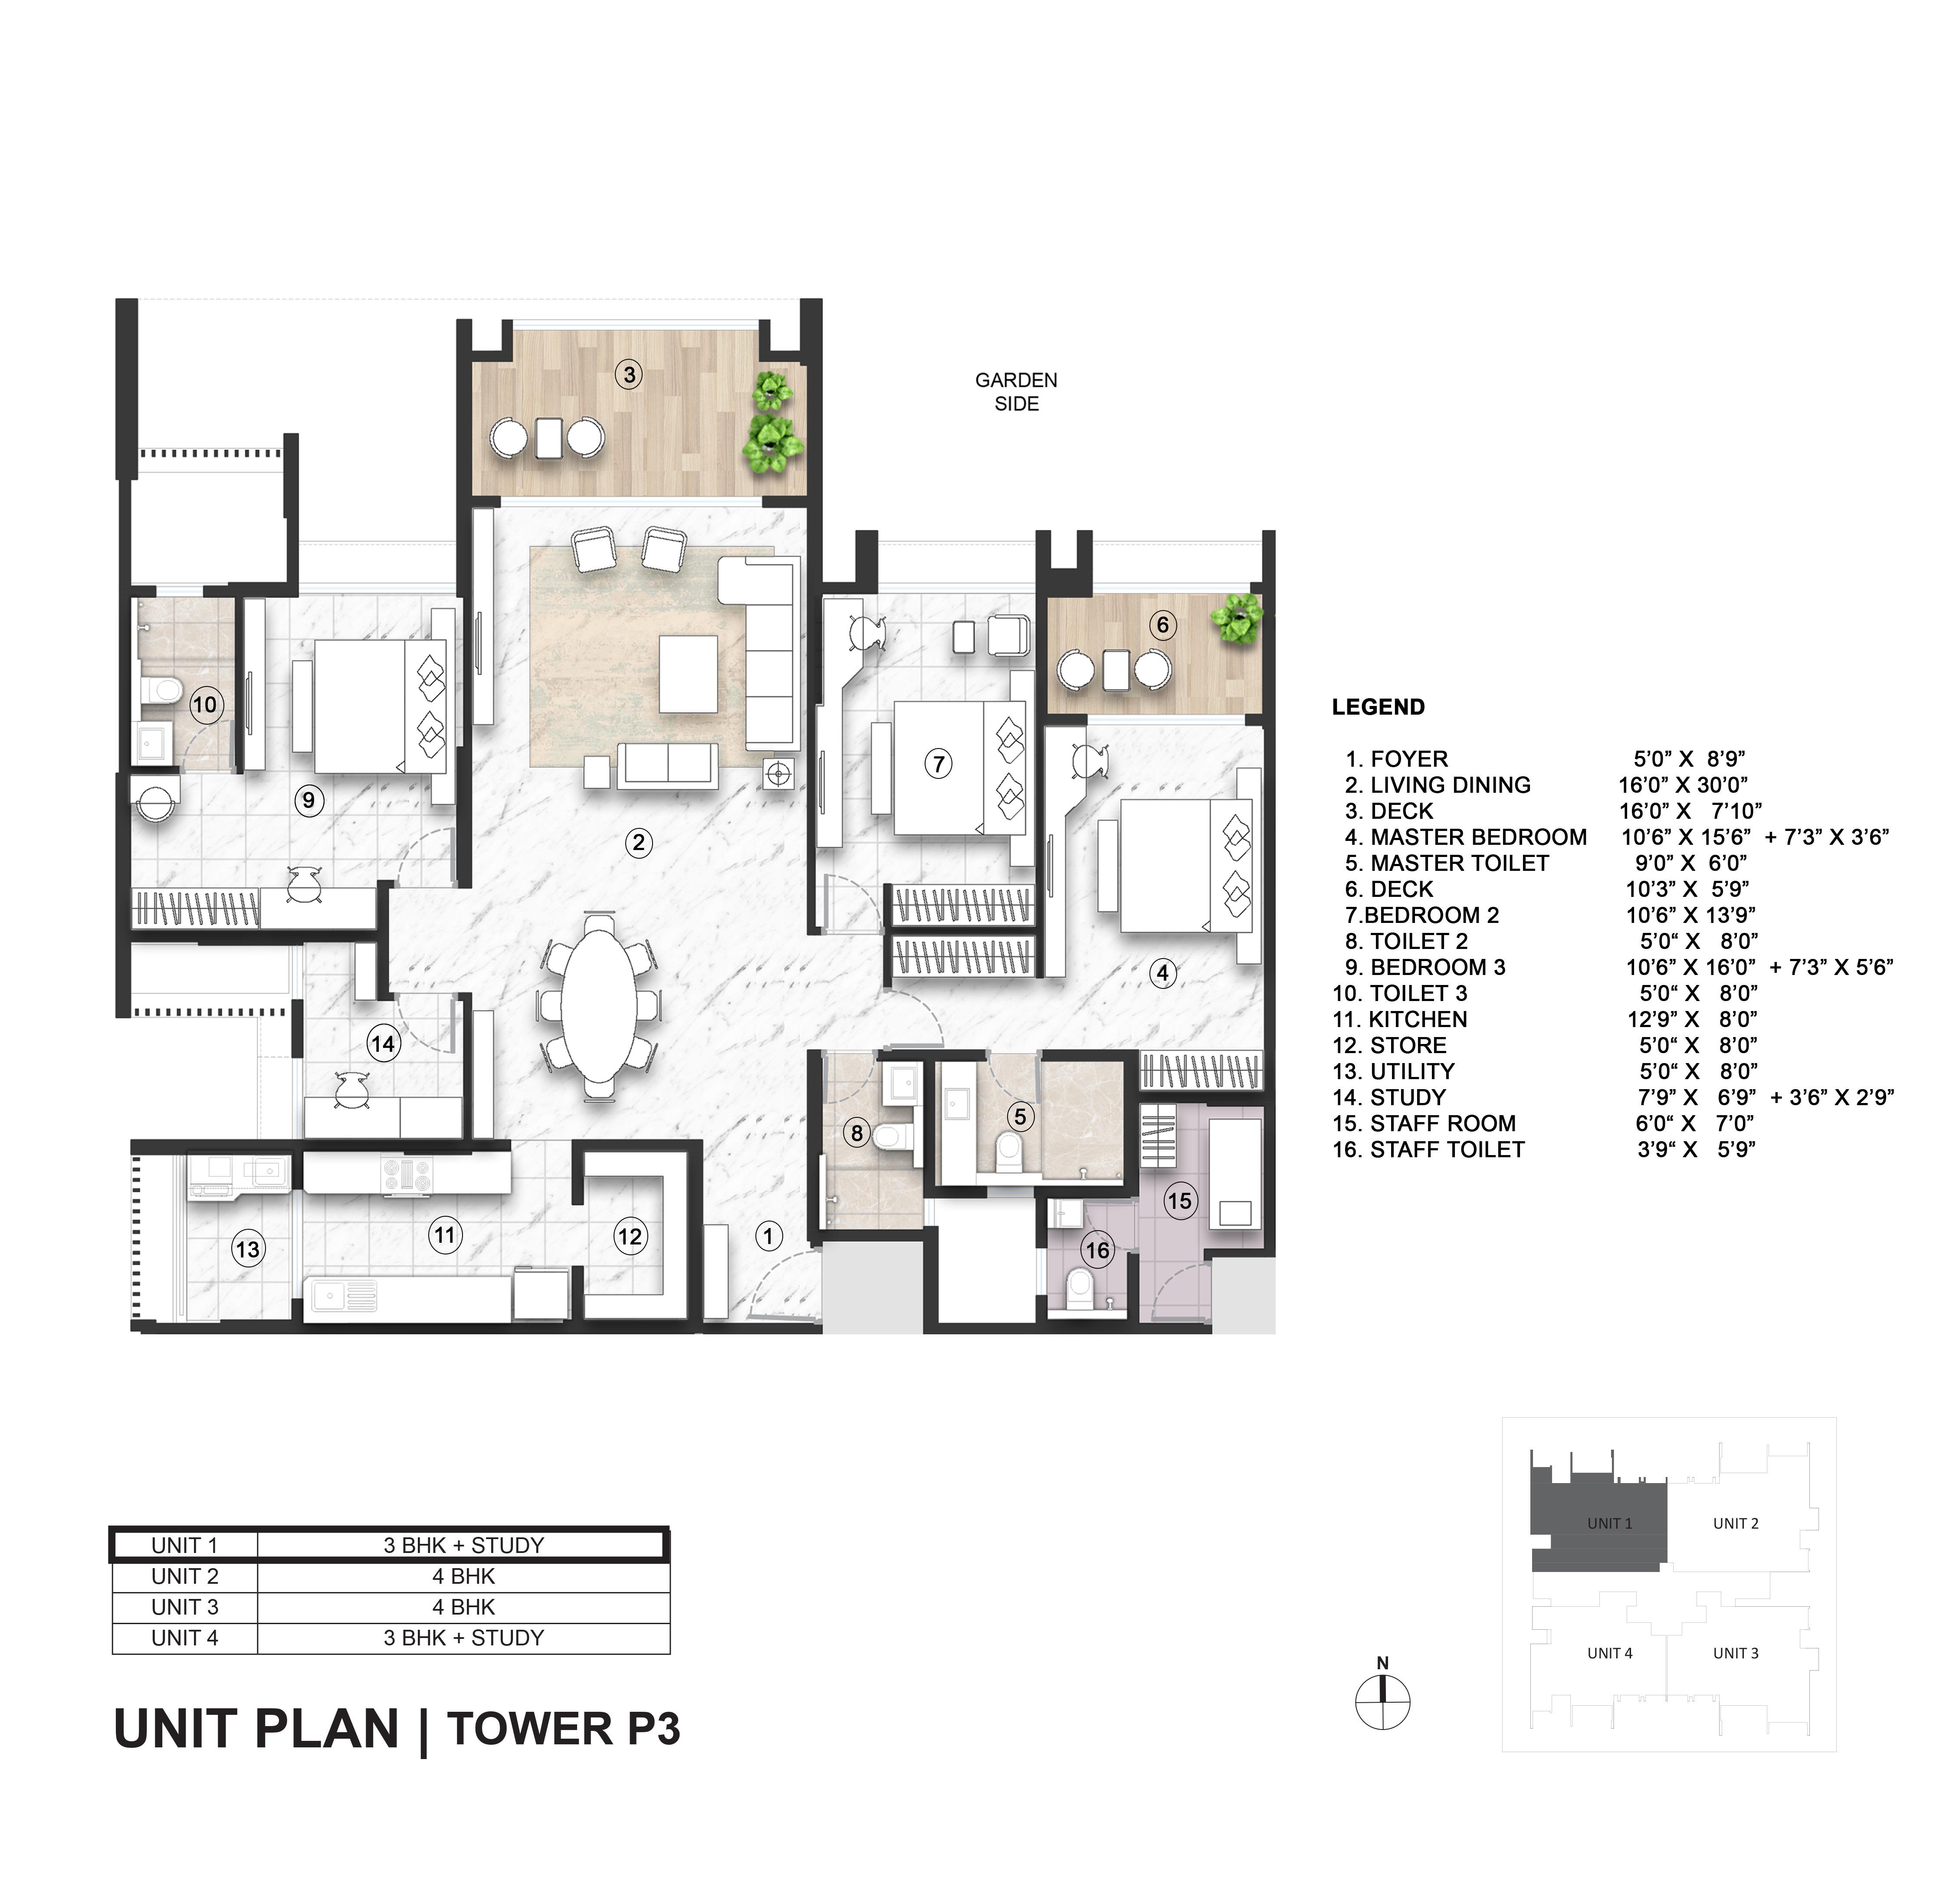 3
GARDEN
SIDE
6
10
7
9
2
4
14
5
8
15
1
11
12
13
16
LEGEND
1. FOYER 5’0” X 8’9”
2. LIVING DINING 16’0” X 30’0”
3. DECK 16’0” X 7’10”
4. MASTER BEDROOM 10’6” X 15’6” + 7’3” X 3’6”
5. MASTER TOILET 9’0” X 6’0”
6. DECK 10’3” X 5’9”
7.BEDROOM 2 10’6” X 13’9”
8. TOILET 2 5’0“ X 8’0”
9. BEDROOM 3 10’6” X 16’0” + 7’3” X 5’6”
10. TOILET 3 5’0“ X 8’0”
11. KITCHEN 12’9” X 8’0”
12. STORE 5’0“ X 8’0”
13. UTILITY 5’0“ X 8’0”
14. STUDY 7’9” X 6’9” + 3’6” X 2’9”
15. STAFF ROOM 6’0“ X 7’0”
16. STAFF TOILET 3’9“ X 5’9”
UNIT 1 3 BHK + STUDY
UNIT 2 4 BHK
UNIT 3 4 BHK
UNIT 4 3 BHK + STUDY
UNIT PLAN | TOWER P3
N
UNIT 1
UNIT 2
UNIT 4
UNIT 3